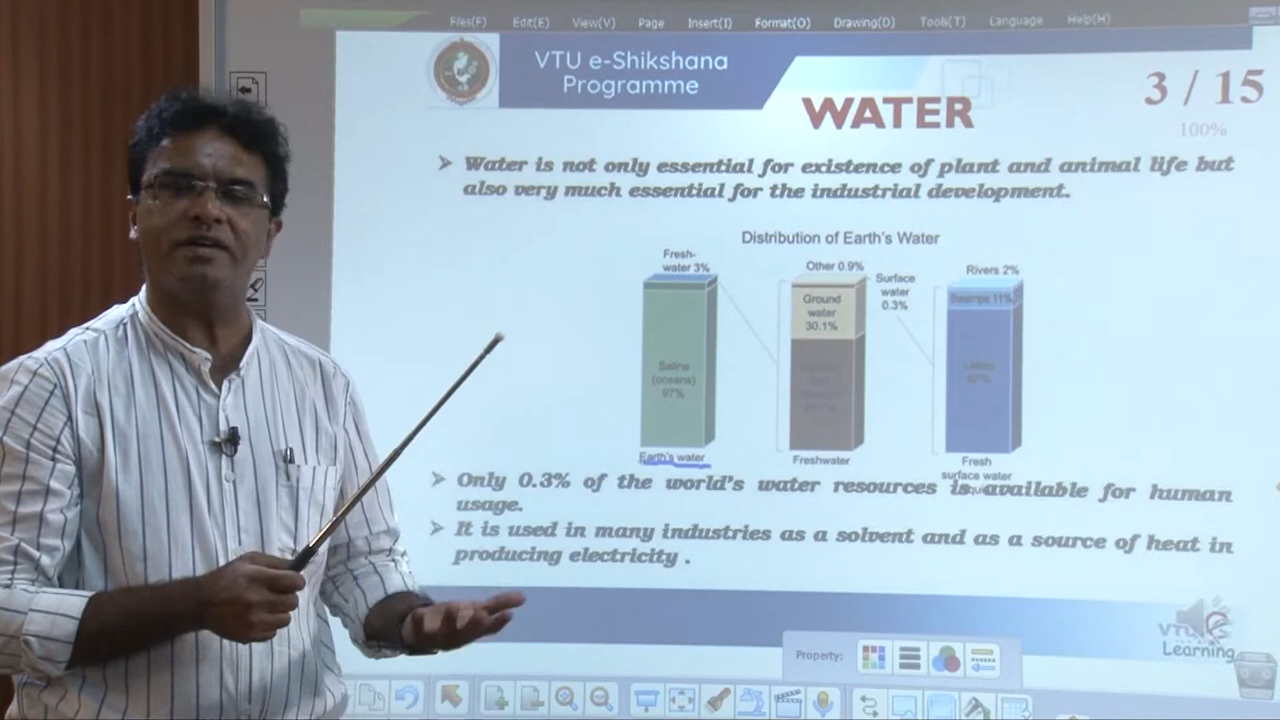 Files(F) Edit(E) View(V) Page Insert(I) Format(O) Drawing(D) Tools(T) Language Help(H)
VTU e-Shikshana
Programme
3 / 15
100%
WATER
➢ Water is not only essential for existence of plant and animal life but
also very much essential for the industrial development.
Distribution of Earth's Water
Fresh-
water 3%
Saline
(oceans)
97%
Earth's water
Other 0.9%
Ground
water
30.1%
Freshwater
Surface
water
0.3%
Rivers 2%
Swamps 11%
Lakes
87%
Fresh
surface water
➢ Only 0.3% of the world's water resources is available for human
usage.
➢ It is used in many industries as a solvent and as a source of heat in
producing electricity .
VTU e
Learning
Property: